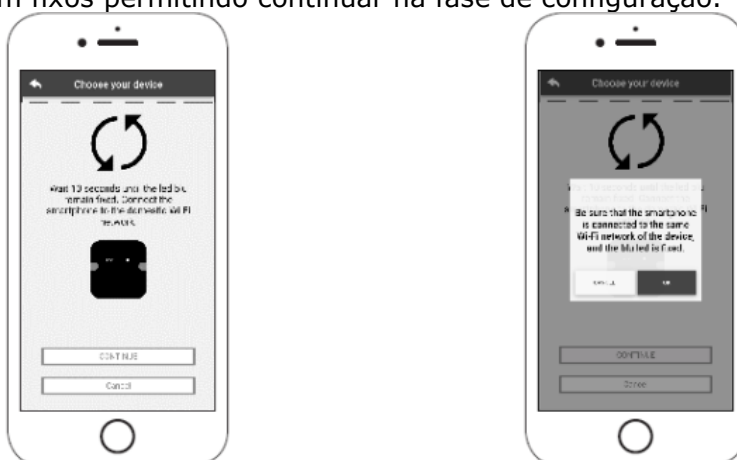 m fixos permitindo continuar na fase de configuração.
Choose your device
Wait 10 seconds until the led blu
remain fixed. Connect the
smartphone to the domestic Wi Fi
network.
CONTINUE
Cancel
Choose your device
Be sure that the smartphone
is connected to the same
Wi-Fi network of the device,
and the blu led is fixed.
CANCEL
OK
CONTINUE
Cancel